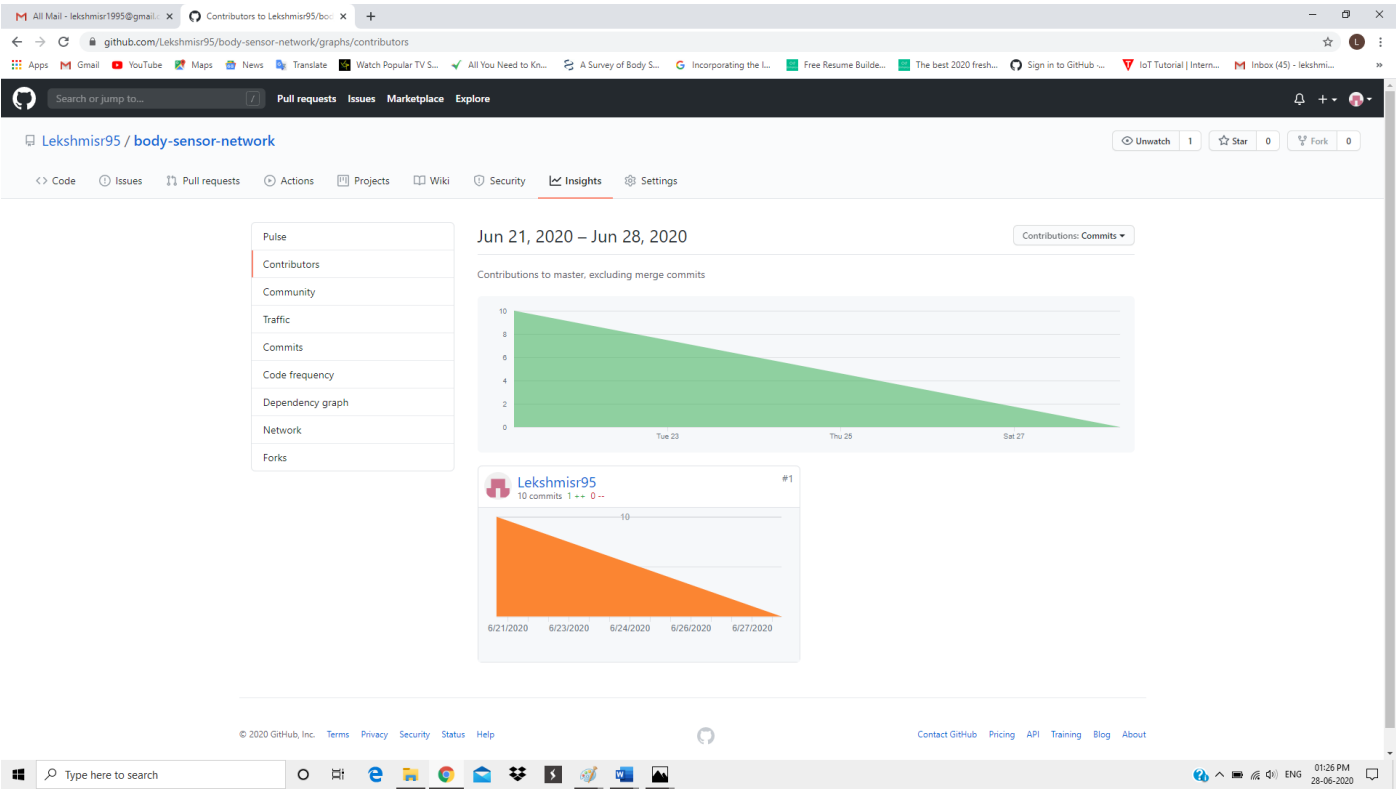 All Mail - lekshmisr1995@gmail.c
Contributors to Lekshmisr95/bod
github.com/Lekshmisr95/body-sensor-network/graphs/contributors
L
Apps Gmail YouTube Maps News Translate Watch Popular TV S... All You Need to Kn... A Survey of Body S... Incorporating the I... Free Resume Builde... The best 2020 fresh... Sign in to GitHub ·... IoT Tutorial | Intern... Inbox (45) - lekshmi... »
Search or jump to... / Pull requests Issues Marketplace Explore
Lekshmisr95 / body-sensor-network
Unwatch 1 Star 0 Fork 0
Code Issues Pull requests Actions Projects Wiki Security Insights Settings
Pulse
Contributors
Community
Traffic
Commits
Code frequency
Dependency graph
Network
Forks
Jun 21, 2020 – Jun 28, 2020
Contributions: Commits
Contributions to master, excluding merge commits
10
8
6
4
2
0
Tue 23 Thu 25 Sat 27
Lekshmisr95 #1
10 commits 1 ++ 0 --
10
6/21/2020 6/23/2020 6/24/2020 6/26/2020 6/27/2020
© 2020 GitHub, Inc. Terms Privacy Security Status Help
Contact GitHub Pricing API Training Blog About
Type here to search
ENG
01:26 PM
28-06-2020